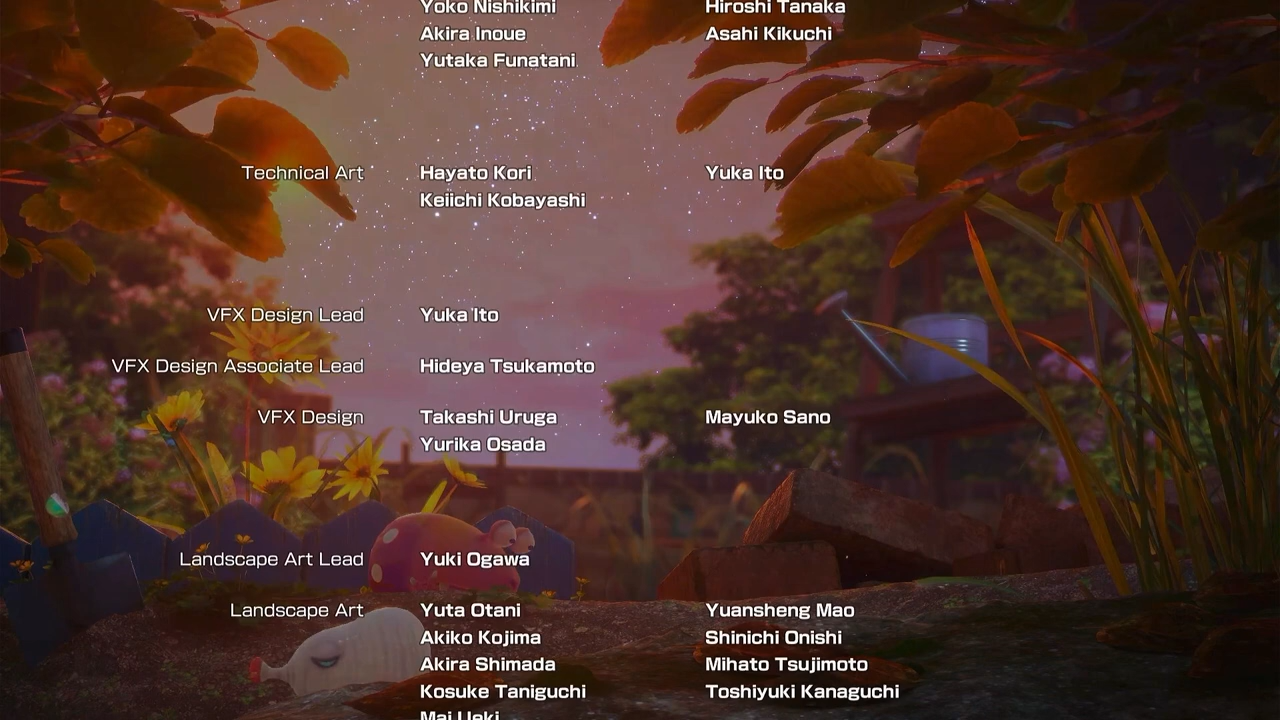 Yoko Nishikimi Hiroshi Tanaka
Akira Inoue Asahi Kikuchi
Yutaka Funatani
Technical Art Hayato Kori Yuka Ito
Keiichi Kobayashi
VFX Design Lead Yuka Ito
VFX Design Associate Lead Hideya Tsukamoto
VFX Design Takashi Uruga Mayuko Sano
Yurika Osada
Landscape Art Lead Yuki Ogawa
Landscape Art Yuta Otani Yuansheng Mao
Akiko Kojima Shinichi Onishi
Akira Shimada Mihato Tsujimoto
Kosuke Taniguchi Toshiyuki Kanaguchi
Mai Ueki